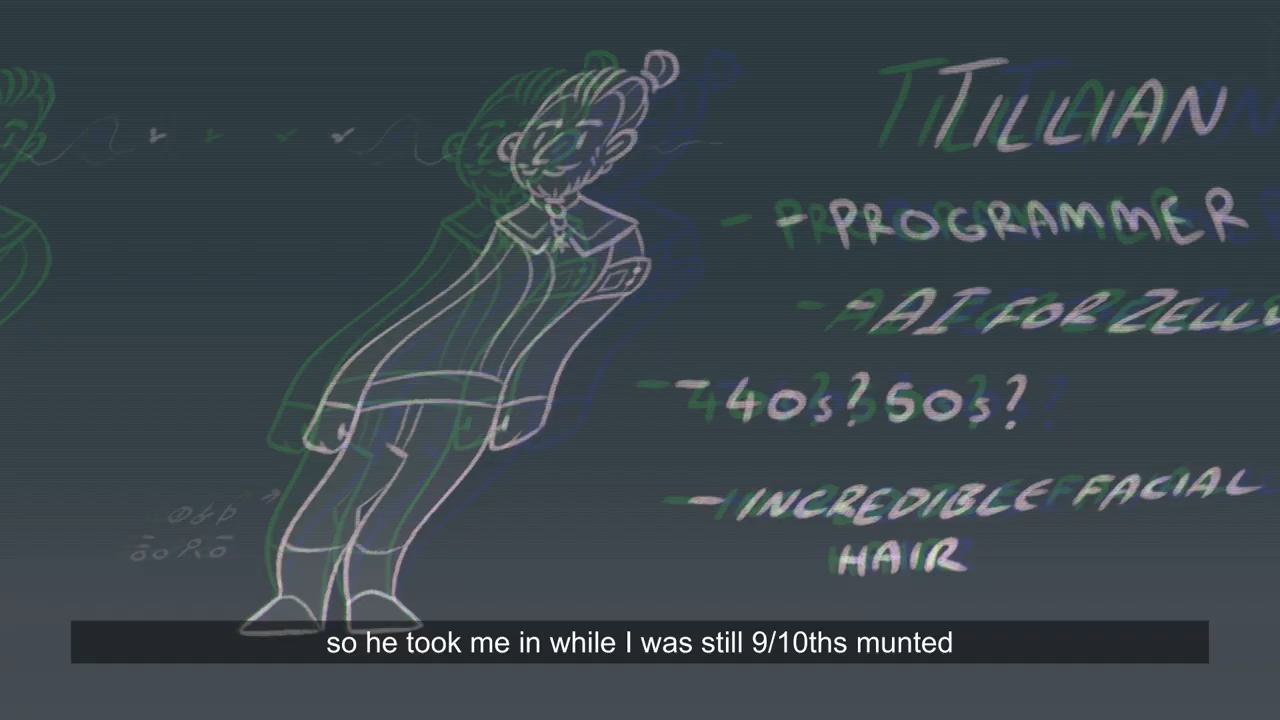 TILLIAN
-PROGRAMMER
-AI FOR ZELL
-40s? 50s?
-INCREDIBLE FACIAL
HAIR
so he took me in while I was still 9/10ths munted